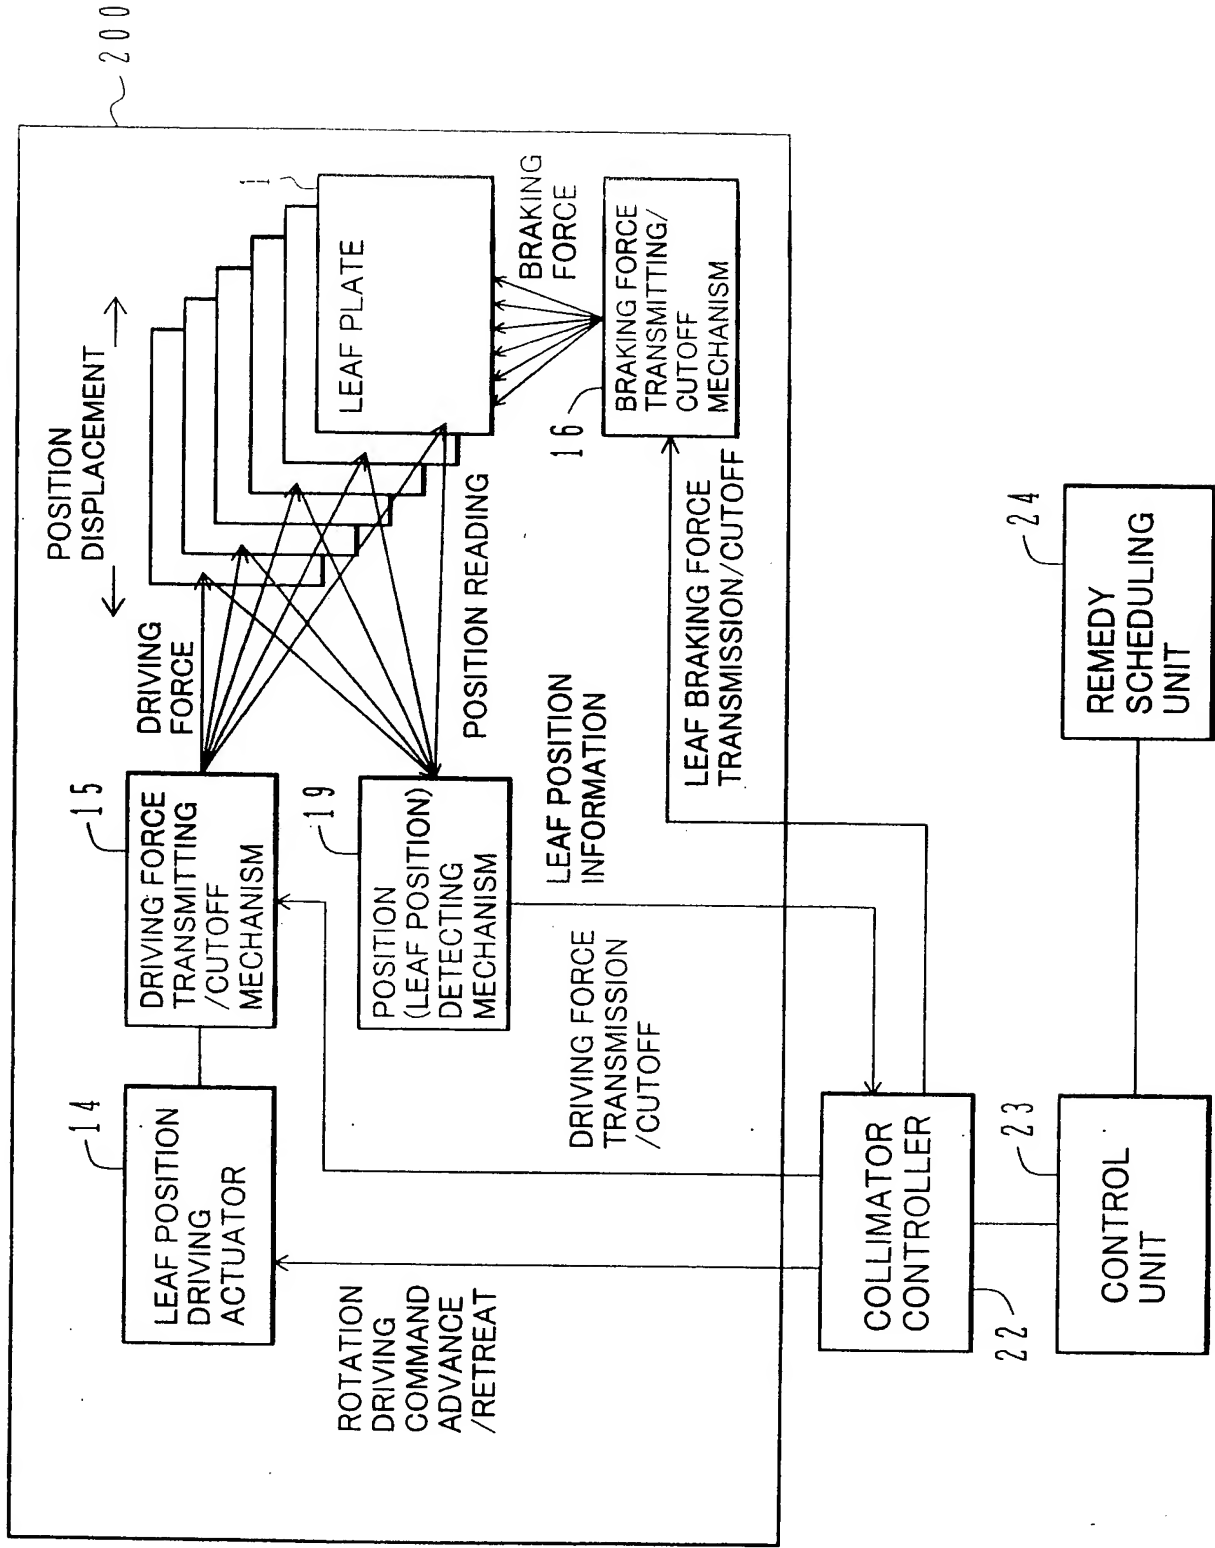 200
POSITION
DISPLACEMENT
1
LEAF PLATE
DRIVING
FORCE
15
DRIVING FORCE
TRANSMITTING
/CUTOFF
MECHANISM
14
LEAF POSITION
DRIVING
ACTUATOR
19
POSITION
(LEAF POSITION)
DETECTING
MECHANISM
POSITION READING
BRAKING
FORCE
16
BRAKING FORCE
TRANSMITTING/
CUTOFF
MECHANISM
ROTATION
DRIVING
COMMAND
ADVANCE
/RETREAT
DRIVING FORCE
TRANSMISSION
/CUTOFF
LEAF POSITION
INFORMATION
LEAF BRAKING FORCE
TRANSMISSION/CUTOFF
COLLIMATOR
CONTROLLER
22
CONTROL
UNIT
23
REMEDY
SCHEDULING
UNIT
24